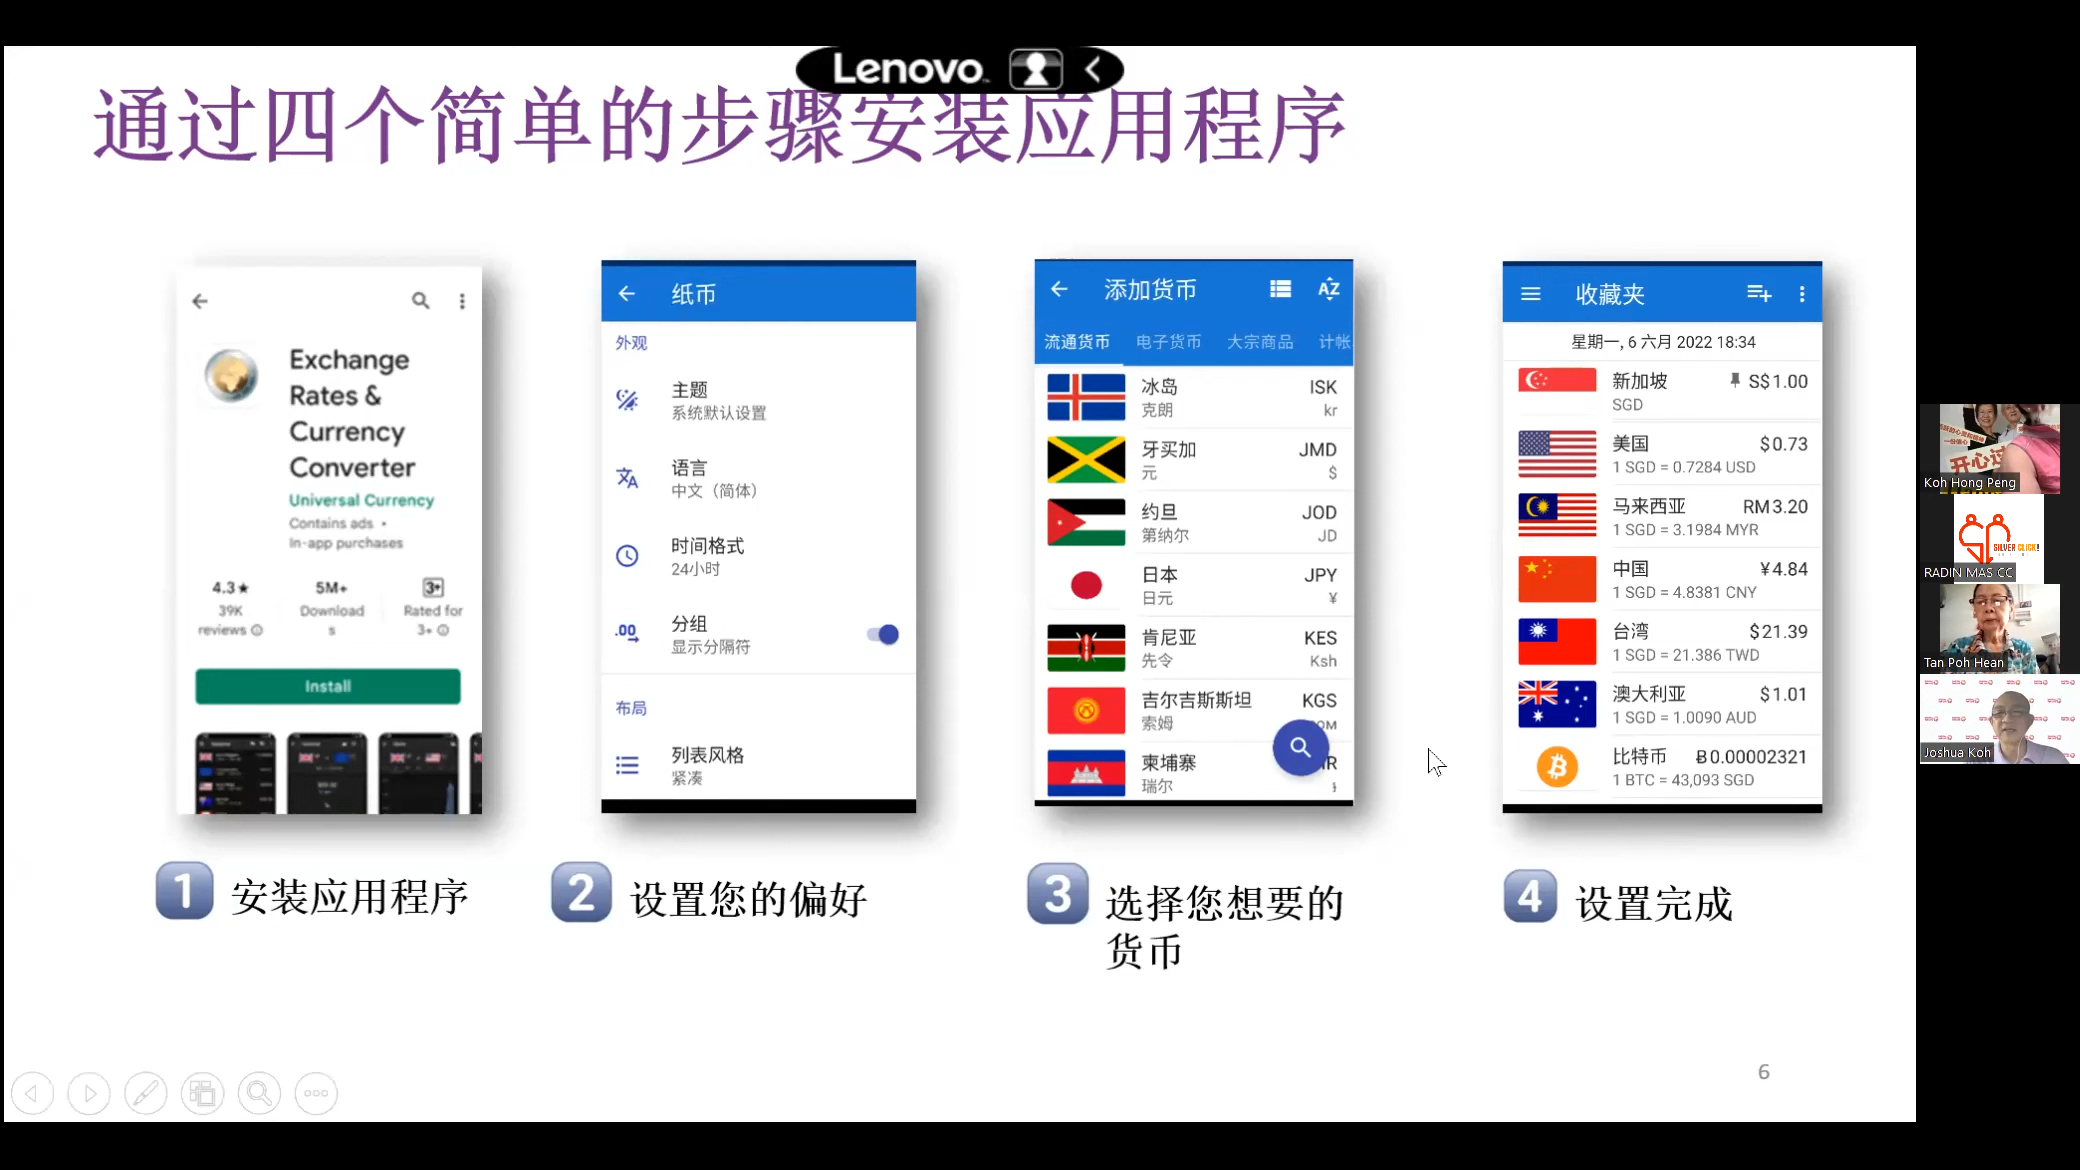 Lenovo
通过四个简单的步骤安装应用程序
Exchange
Rates &
Currency
Converter
Universal Currency
Contains ads •
In-app purchases
4.3★
39K
reviews
5M+
Download
s
3+
Rated for
3+
Install
1 安装应用程序
纸币
外观
主题
系统默认设置
语言
中文（简体）
时间格式
24小时
.00 分组
显示分隔符
布局
列表风格
紧凑
2 设置您的偏好
添加货币
AZ
流通货币 电子货币 大宗商品 计帐
冰岛 ISK
克朗 kr
牙买加 JMD
元 $
约旦 JOD
第纳尔 JD
日本 JPY
日元 ¥
肯尼亚 KES
先令 Ksh
吉尔吉斯斯坦 KGS
索姆 OM
柬埔寨 R
瑞尔
3 选择您想要的
货币
收藏夹
星期一, 6 六月 2022 18:34
新加坡 S$1.00
SGD
美国 $0.73
1 SGD = 0.7284 USD
马来西亚 RM3.20
1 SGD = 3.1984 MYR
中国 ¥4.84
1 SGD = 4.8381 CNY
台湾 $21.39
1 SGD = 21.386 TWD
澳大利亚 $1.01
1 SGD = 1.0090 AUD
比特币 Ƀ0.00002321
1 BTC = 43,093 SGD
4 设置完成
6
开心
Koh Hong Peng
SILVER CLICK!
RADIN MAS CC
Tan Poh Hean
Joshua Koh